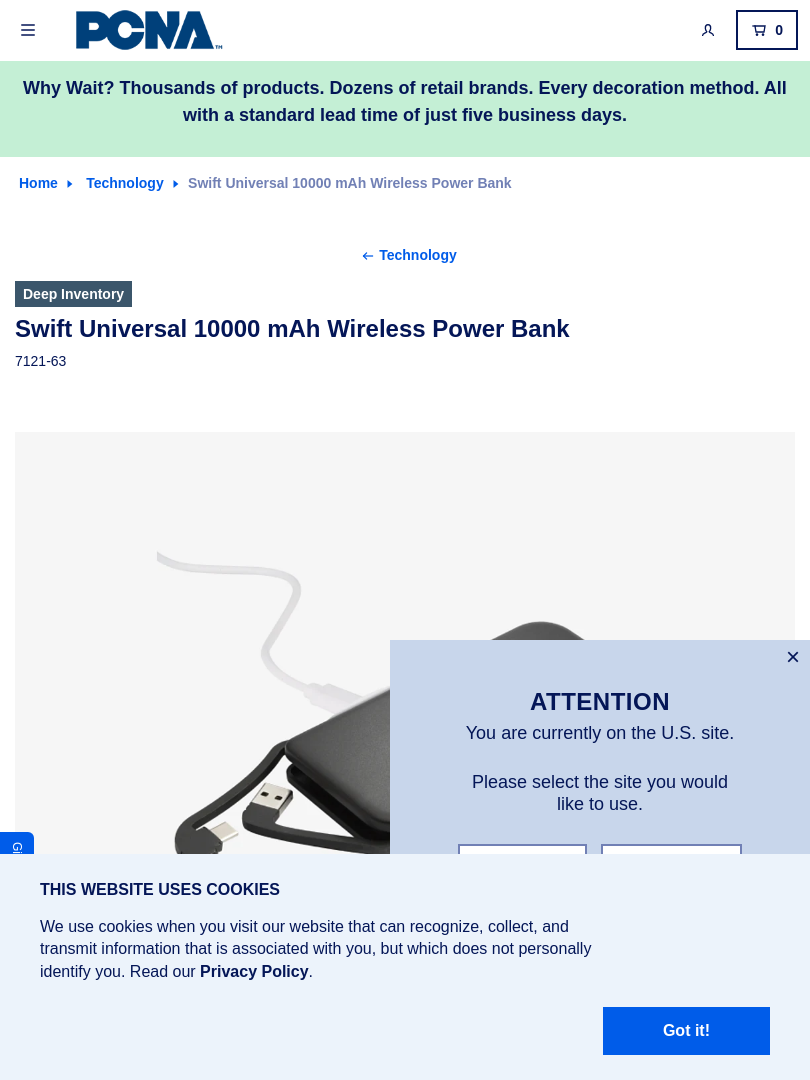 PCNA™
0
Why Wait? Thousands of products. Dozens of retail brands. Every decoration method. All
with a standard lead time of just five business days.
Home Technology Swift Universal 10000 mAh Wireless Power Bank
Technology
Deep Inventory
Swift Universal 10000 mAh Wireless Power Bank
7121-63
ATTENTION
You are currently on the U.S. site.
Please select the site you would
like to use.
THIS WEBSITE USES COOKIES
We use cookies when you visit our website that can recognize, collect, and
transmit information that is associated with you, but which does not personally
identify you. Read our Privacy Policy.
Got it!